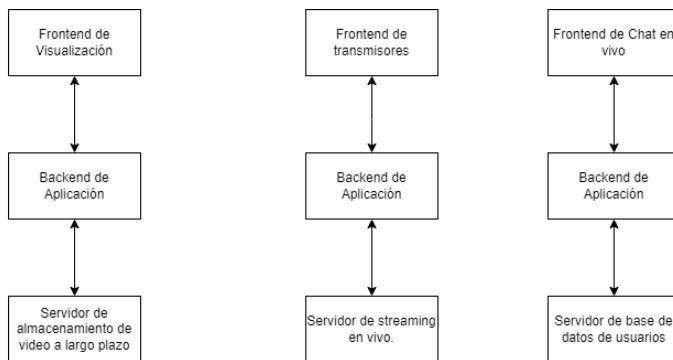 Frontend de
Visualización
Frontend de
transmisores
Frontend de Chat en
vivo
Backend de
Aplicación
Backend de
Aplicación
Backend de
Aplicación
Servidor de
almacenamiento de
video a largo plazo
Servidor de streaming
en vivo.
Servidor de base de
datos de usuarios